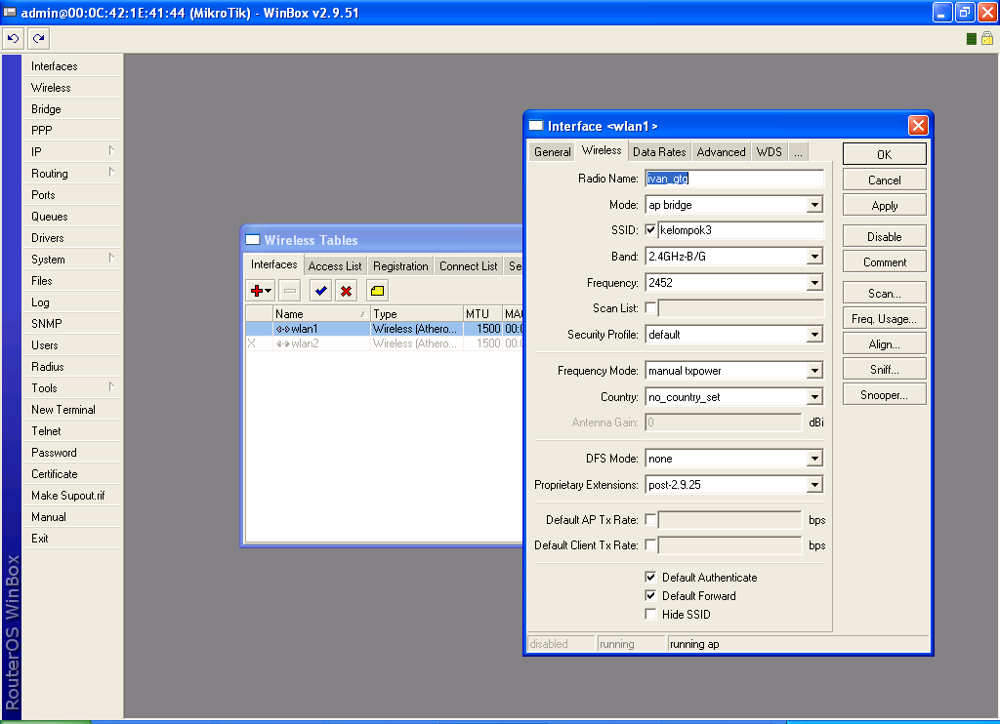 admin@00:0C:42:1E:41:44 (MikroTik) - WinBox v2.9.51
Interfaces
Wireless
Bridge
PPP
IP
Routing
Ports
Queues
Drivers
System
Files
Log
SNMP
Users
Radius
Tools
New Terminal
Telnet
Password
Certificate
Make Supout.rif
Manual
Exit
RouterOS WinBox
Wireless Tables
Interfaces Access List Registration Connect List Se
Name Type MTU MA
wlan1 Wireless (Athero... 1500 00:
X wlan2 Wireless (Athero... 1500 00:
Interface <wlan1>
General Wireless Data Rates Advanced WDS ...
Radio Name: ivan_gtg
Mode: ap bridge
SSID: kelompok3
Band: 2.4GHz-B/G
Frequency: 2452
Scan List:
Security Profile: default
Frequency Mode: manual txpower
Country: no_country_set
Antenna Gain: 0 dBi
DFS Mode: none
Proprietary Extensions: post-2.9.25
Default AP Tx Rate: bps
Default Client Tx Rate: bps
Default Authenticate
Default Forward
Hide SSID
disabled running running ap
OK
Cancel
Apply
Disable
Comment
Scan...
Freq. Usage...
Align...
Sniff...
Snooper...